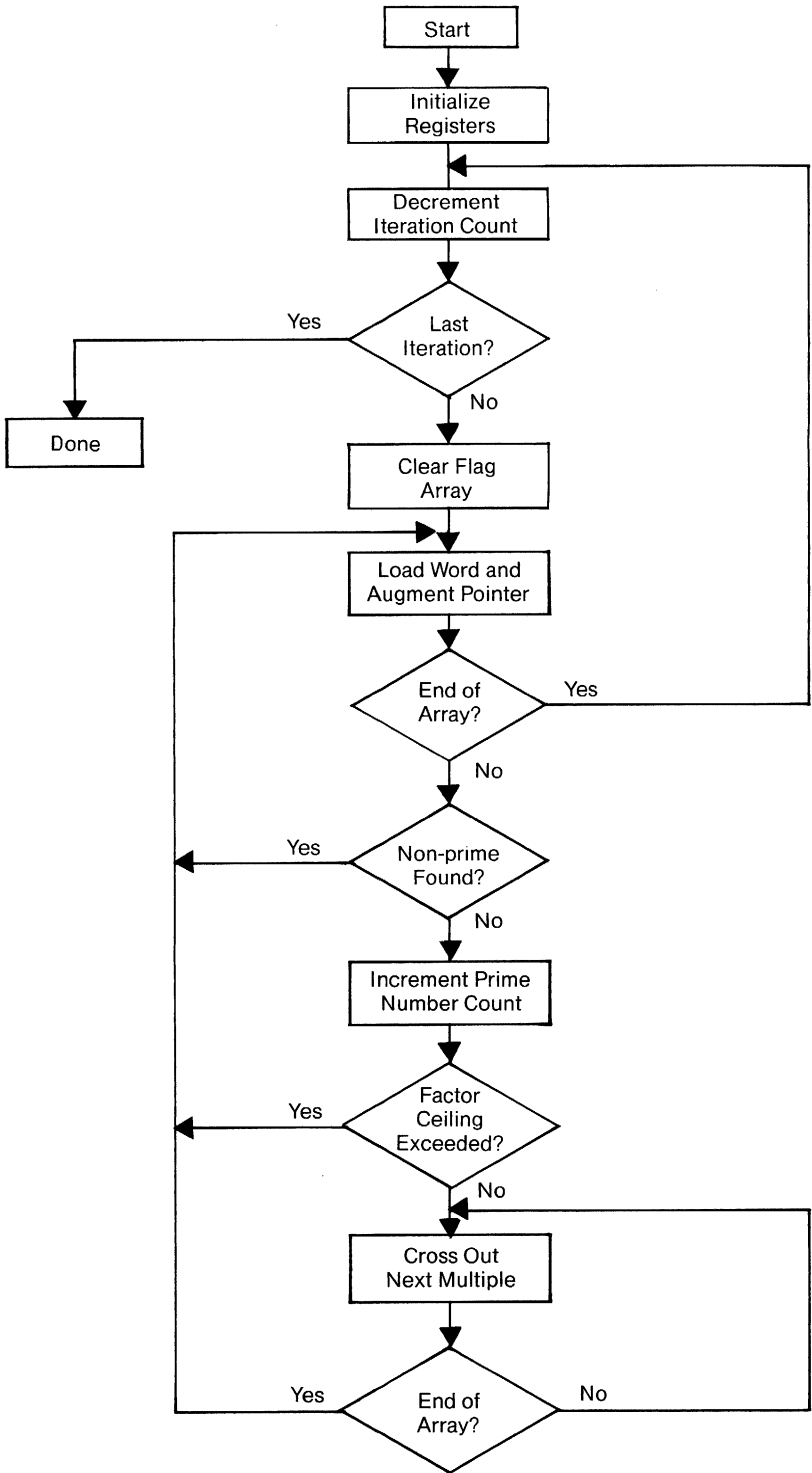 Start
Initialize
Registers
Decrement
Iteration Count
Yes
Last
Iteration?
No
Done
Clear Flag
Array
Load Word and
Augment Pointer
End of
Array?
Yes
No
Yes
Non-prime
Found?
No
Increment Prime
Number Count
Yes
Factor
Ceiling
Exceeded?
No
Cross Out
Next Multiple
Yes
End of
Array?
No